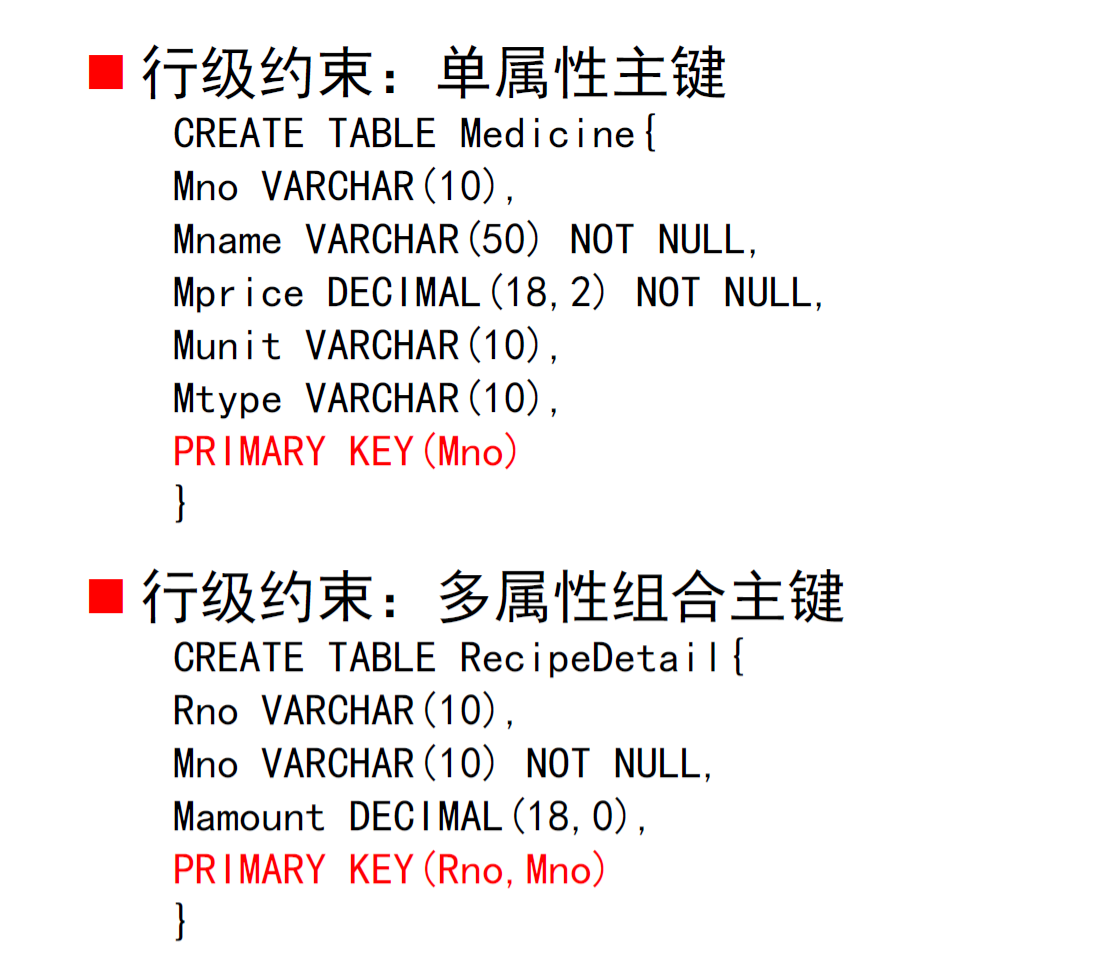 行级约束：单属性主键
CREATE TABLE Medicine{
Mno VARCHAR(10),
Mname VARCHAR(50) NOT NULL,
Mprice DECIMAL(18,2) NOT NULL,
Munit VARCHAR(10),
Mtype VARCHAR(10),
PRIMARY KEY(Mno)
}
行级约束：多属性组合主键
CREATE TABLE RecipeDetail{
Rno VARCHAR(10),
Mno VARCHAR(10) NOT NULL,
Mamount DECIMAL(18,0),
PRIMARY KEY(Rno,Mno)
}